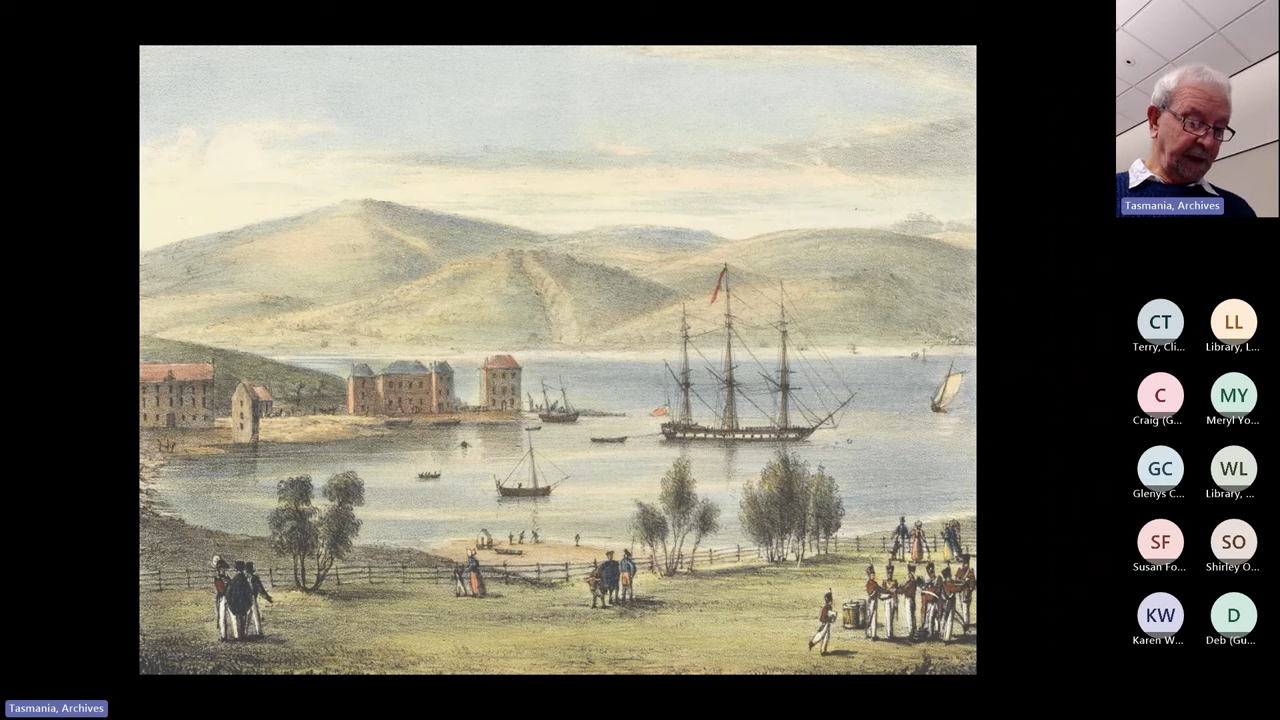 Tasmania, Archives
CT
LL
Terry, Cli...
Library, L...
C
MY
Craig (G...
Meryl Yo...
GC
WL
Glenys C...
Library, ...
SF
SO
Susan Fo...
Shirley O...
KW
D
Karen W...
Deb (Gu...
Tasmania, Archives